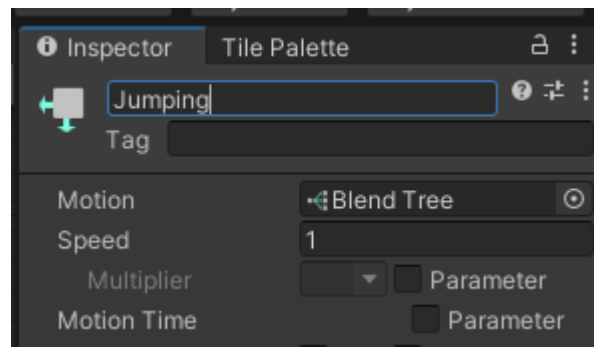 Inspector Tile Palette
Jumping
Tag
Motion Blend Tree
Speed 1
Multiplier Parameter
Motion Time Parameter